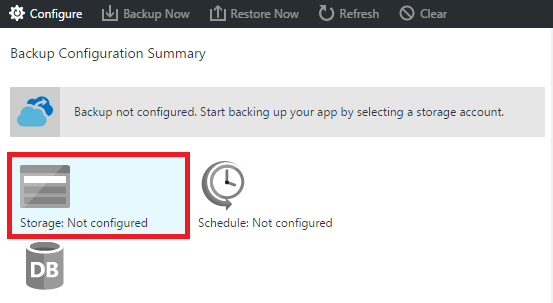 Configure Backup Now Restore Now Refresh Clear
Backup Configuration Summary
Backup not configured. Start backing up your app by selecting a storage account.
Storage: Not configured Schedule: Not configured
DB